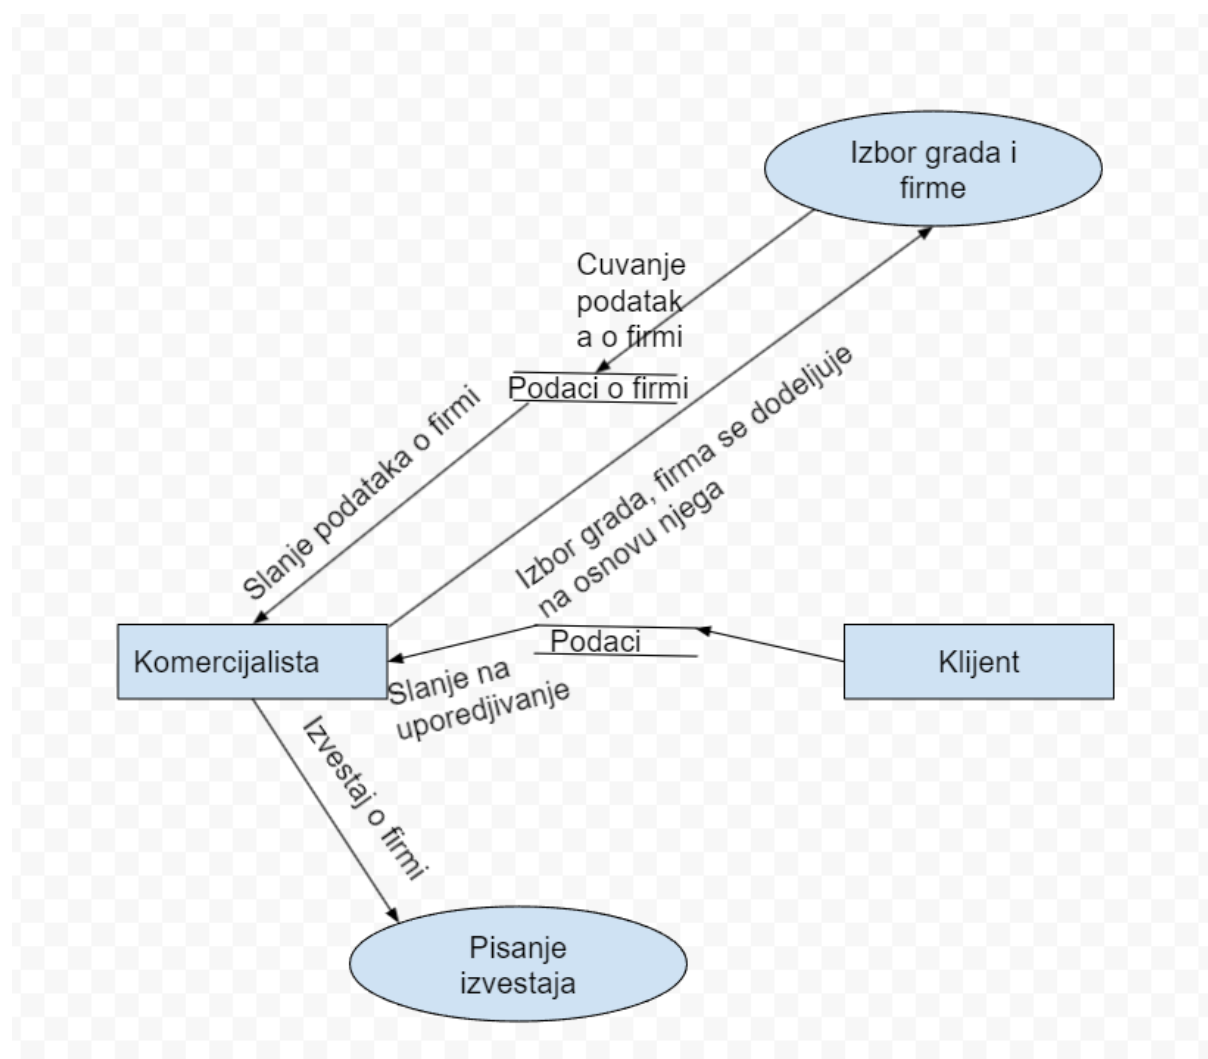 Izbor grada i
firme
Cuvanje
podatak
a o firmi
Podaci o firmi
Slanje podataka o firmi
Izbor grada, firma se dodeljuje
na osnovu njega
Komercijalista
Podaci
Klijent
Slanje na
uporedjivanje
Izvestaj o firmi
Pisanje
izvestaja